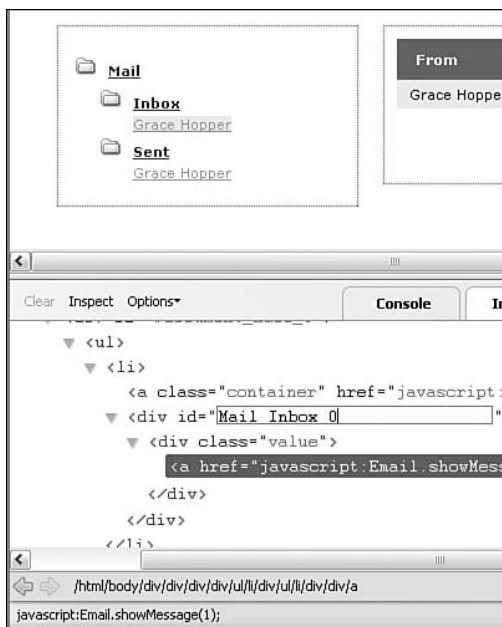 Mail
Inbox
Grace Hopper
Sent
Grace Hopper
From
Grace Hoppe
Clear Inspect Options
Console
<ul>
<li>
<a class="container" href="javascript:
<div id="Mail Inbox 0"
<div class="value">
<a href="javascript:Email.showMess
</div>
</div>
</li>
/html/body/div/div/div/div/ul/li/div/ul/li/div/div/a
javascript:Email.showMessage(1);